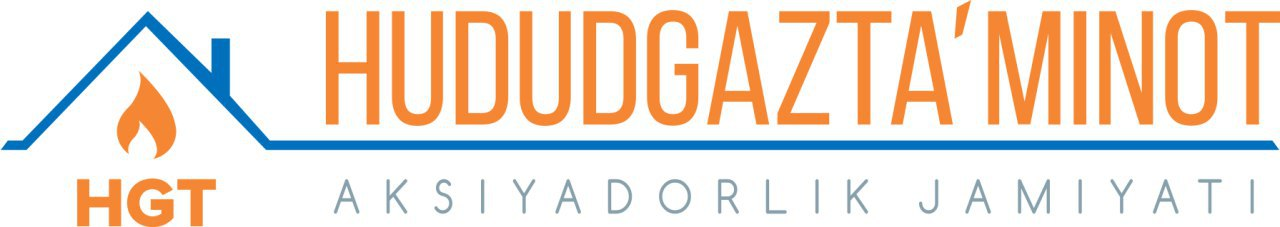 HUDUDGAZTA'MINOT
HGT
AKSIYADORLIK JAMIYATI